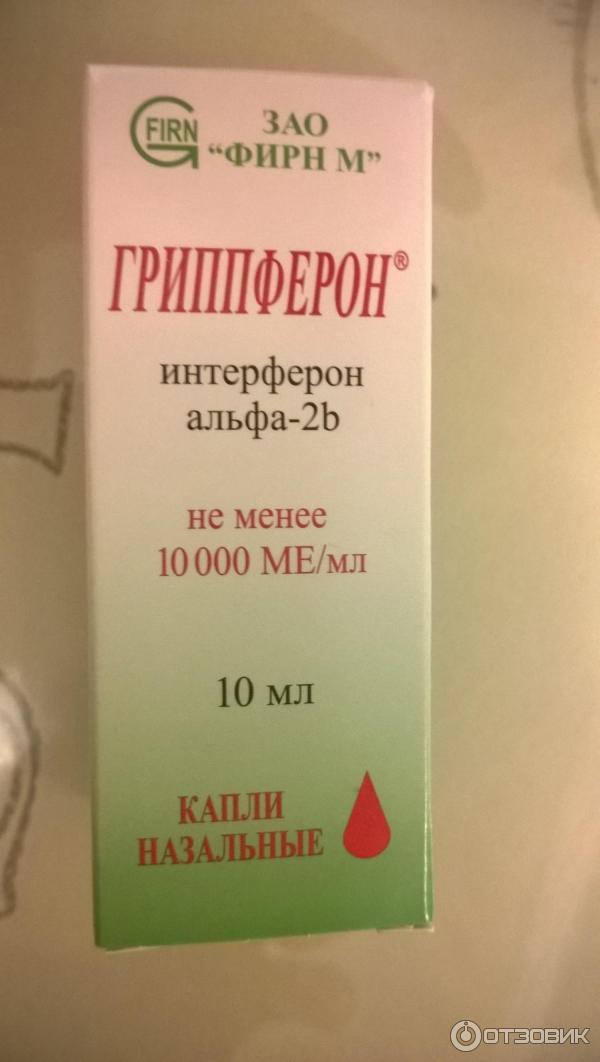 FIRN
ЗАО
“ФИРН М”
ГРИППФЕРОН®
интерферон
альфа-2b
не менее
10 000 МЕ/мл
10 мл
КАПЛИ
НАЗАЛЬНЫЕ
ОТЗОВИК